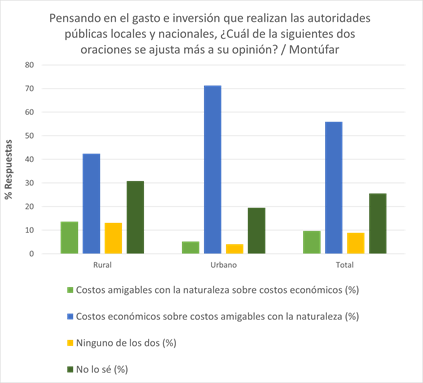 Pensando en el gasto e inversión que realizan las autoridades
públicas locales y nacionales, ¿Cuál de la siguientes dos
oraciones se ajusta más a su opinión? / Montúfar
80
70
60
50
40
30
20
10
0
% Respuestas
Rural Urbano Total
Costos amigables con la naturaleza sobre costos económicos (%)
Costos económicos sobre costos amigables con la naturaleza (%)
Ninguno de los dos (%)
No lo sé (%)